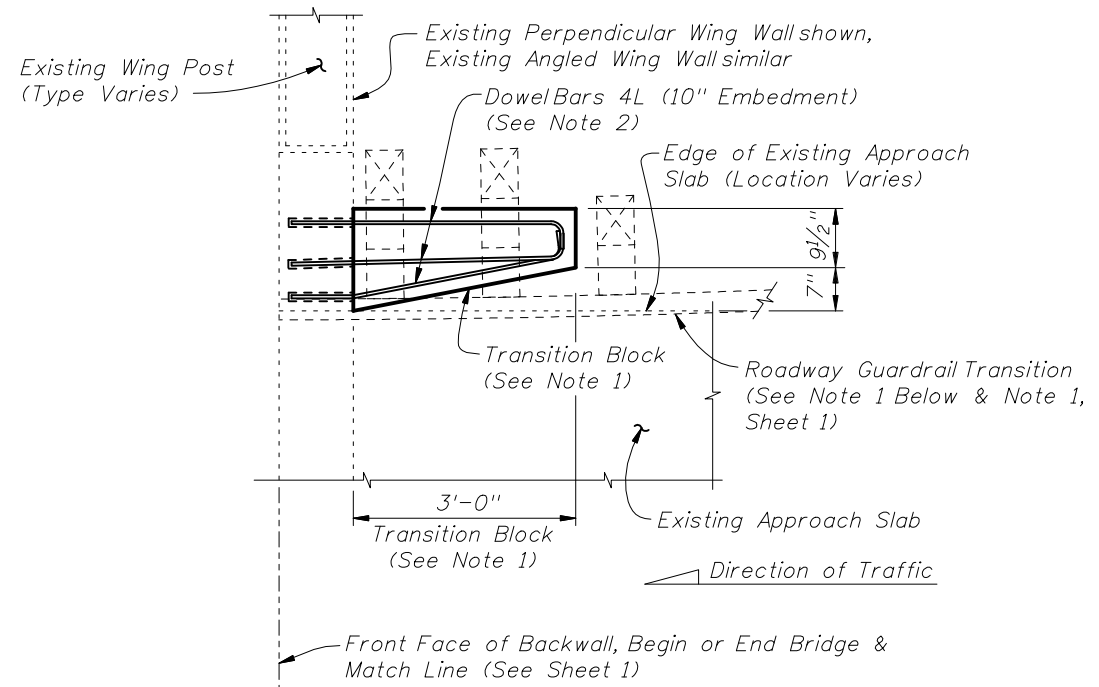 Existing Perpendicular Wing Wall shown,
Existing Angled Wing Wall similar
Existing Wing Post
(Type Varies)
Dowel Bars 4L (10" Embedment)
(See Note 2)
Edge of Existing Approach
Slab (Location Varies)
9½"
7"
Transition Block
(See Note 1)
Roadway Guardrail Transition
(See Note 1 Below & Note 1,
Sheet 1)
3'-0"
Transition Block
(See Note 1)
Existing Approach Slab
Direction of Traffic
Front Face of Backwall, Begin or End Bridge &
Match Line (See Sheet 1)